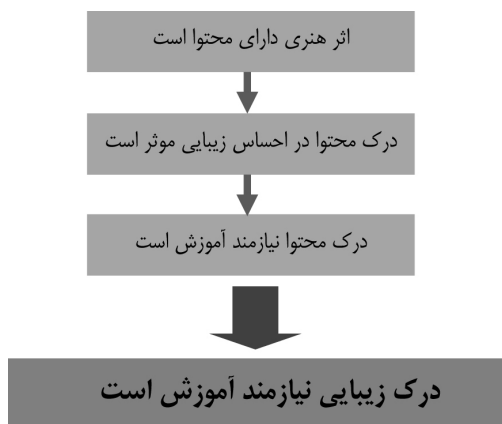 اثر هنری دارای محتوا است
درک محتوا در احساس زیبایی موثر است
درک محتوا نیازمند آموزش است
درک زیبایی نیازمند آموزش است